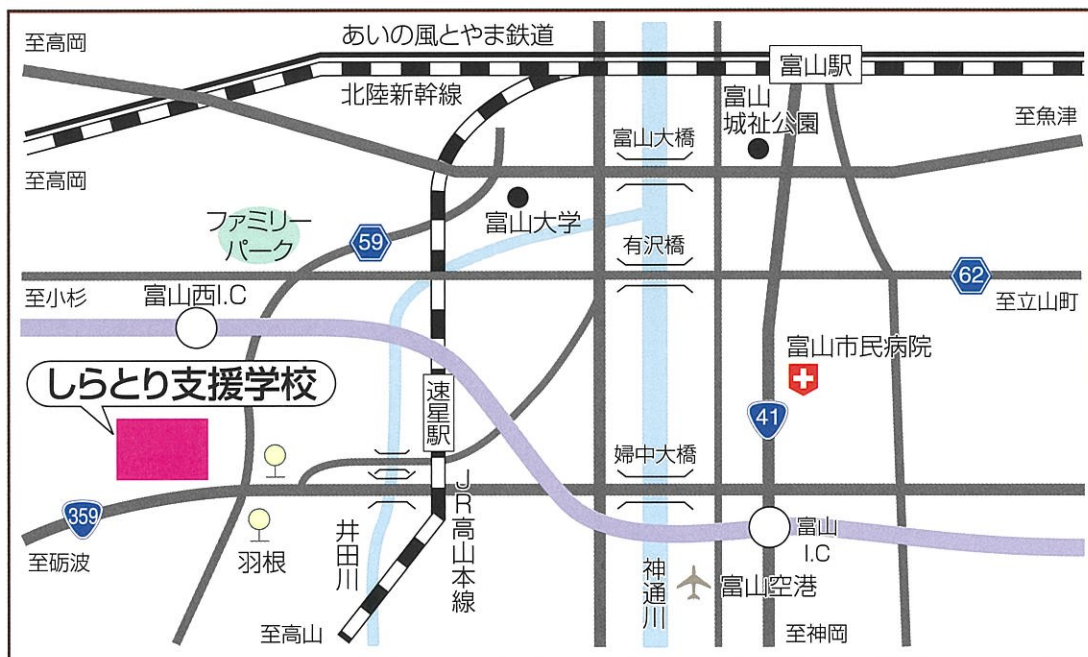 あいの風とやま鉄道
至高岡
富山駅
北陸新幹線
富山
城祉公園
至魚津
富山大橋
至高岡
ファミリー
パーク
59
富山大学
有沢橋
62
至小杉
富山西I.C
至立山町
富山市民病院
しらとり支援学校
速星駅
41
婦中大橋
359
JR高山本線
井田川
羽根
至砺波
富山
I.C
神通川
富山空港
至高山
至神岡